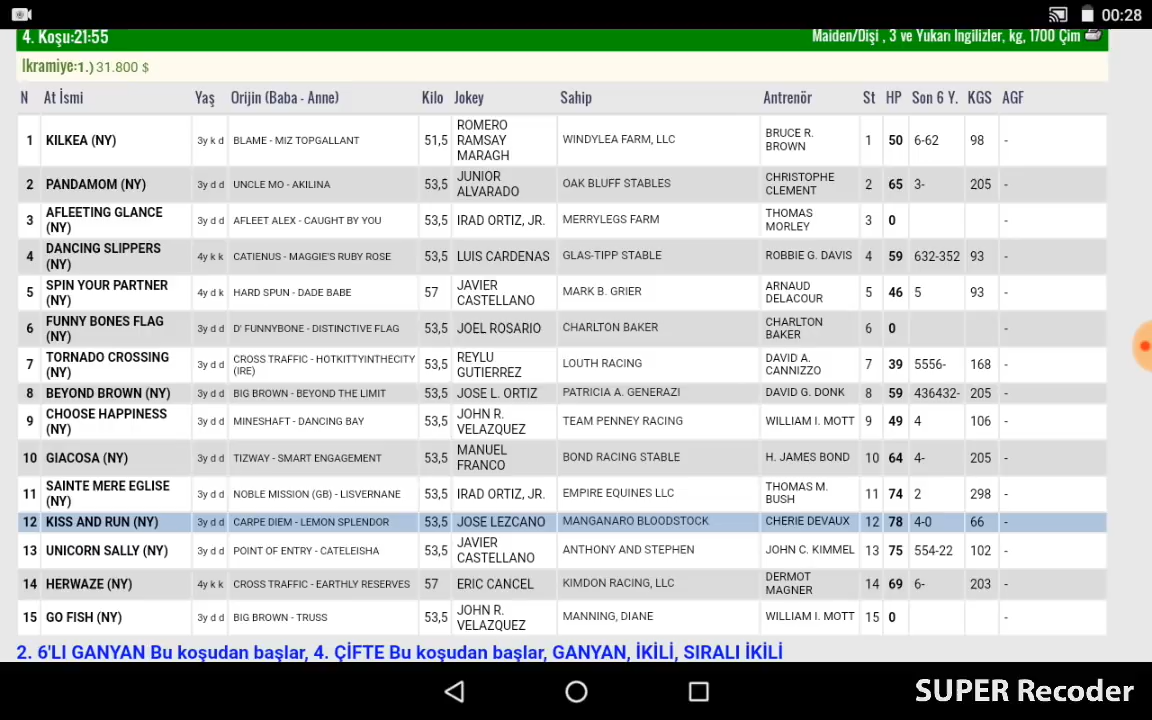 00:28
4. Koşu:21:55 Maiden/Dişi , 3 ve Yukarı Ingilizler, kg, 1700 Çim
Ikramiye:1.) 31.800 $
N At İsmi Yaş Orijin (Baba - Anne) Kilo Jokey Sahip Antrenör St HP Son 6 Y. KGS AGF
1 KILKEA (NY) 3y k d BLAME - MIZ TOPGALLANT 51,5 ROMERO RAMSAY MARAGH WINDYLEA FARM, LLC BRUCE R. BROWN 1 50 6-62 98 -
2 PANDAMOM (NY) 3y d d UNCLE MO - AKILINA 53,5 JUNIOR ALVARADO OAK BLUFF STABLES CHRISTOPHE CLEMENT 2 65 3- 205 -
3 AFLEETING GLANCE (NY) 3y d d AFLEET ALEX - CAUGHT BY YOU 53,5 IRAD ORTIZ, JR. MERRYLEGS FARM THOMAS MORLEY 3 0 -
4 DANCING SLIPPERS (NY) 4y k k CATIENUS - MAGGIE'S RUBY ROSE 53,5 LUIS CARDENAS GLAS-TIPP STABLE ROBBIE G. DAVIS 4 59 632-352 93 -
5 SPIN YOUR PARTNER (NY) 4y d k HARD SPUN - DADE BABE 57 JAVIER CASTELLANO MARK B. GRIER ARNAUD DELACOUR 5 46 5 93 -
6 FUNNY BONES FLAG (NY) 3y d d D' FUNNYBONE - DISTINCTIVE FLAG 53,5 JOEL ROSARIO CHARLTON BAKER CHARLTON BAKER 6 0 -
7 TORNADO CROSSING (NY) 3y d d CROSS TRAFFIC - HOTKITTYINTHECITY (IRE) 53,5 REYLU GUTIERREZ LOUTH RACING DAVID A. CANNIZZO 7 39 5556- 168 -
8 BEYOND BROWN (NY) 3y d d BIG BROWN - BEYOND THE LIMIT 53,5 JOSE L. ORTIZ PATRICIA A. GENERAZI DAVID G. DONK 8 59 436432- 205 -
9 CHOOSE HAPPINESS (NY) 3y d d MINESHAFT - DANCING BAY 53,5 JOHN R. VELAZQUEZ TEAM PENNEY RACING WILLIAM I. MOTT 9 49 4 106 -
10 GIACOSA (NY) 3y d d TIZWAY - SMART ENGAGEMENT 53,5 MANUEL FRANCO BOND RACING STABLE H. JAMES BOND 10 64 4- 205 -
11 SAINTE MERE EGLISE (NY) 3y d d NOBLE MISSION (GB) - LISVERNANE 53,5 IRAD ORTIZ, JR. EMPIRE EQUINES LLC THOMAS M. BUSH 11 74 2 298 -
12 KISS AND RUN (NY) 3y d d CARPE DIEM - LEMON SPLENDOR 53,5 JOSE LEZCANO MANGANARO BLOODSTOCK CHERIE DEVAUX 12 78 4-0 66 -
13 UNICORN SALLY (NY) 3y d d POINT OF ENTRY - CATELEISHA 53,5 JAVIER CASTELLANO ANTHONY AND STEPHEN JOHN C. KIMMEL 13 75 554-22 102 -
14 HERWAZE (NY) 4y k k CROSS TRAFFIC - EARTHLY RESERVES 57 ERIC CANCEL KIMDON RACING, LLC DERMOT MAGNER 14 69 6- 203 -
15 GO FISH (NY) 3y d d BIG BROWN - TRUSS 53,5 JOHN R. VELAZQUEZ MANNING, DIANE WILLIAM I. MOTT 15 0 -
2. 6'LI GANYAN Bu koşudan başlar, 4. ÇİFTE Bu koşudan başlar, GANYAN, İKİLİ, SIRALI İKİLİ
SUPER Recoder